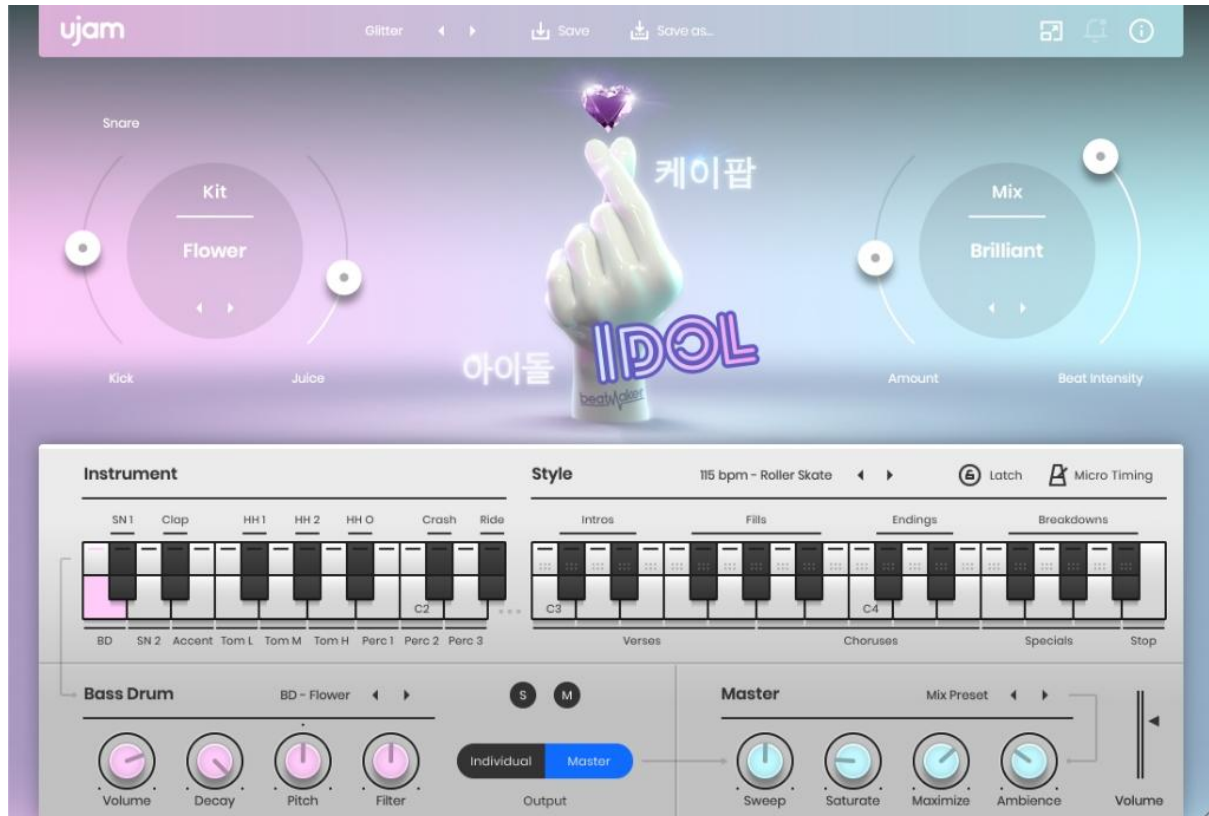 ujam
Glitter Save Save as...
Snare
Kit
Flower
Kick Juice
케이팝
IDOL
아이돌
beatMaker
Mix
Brilliant
Amount Beat Intensity
Instrument
SN 1 Clap HH 1 HH 2 HH O Crash Ride
C2
BD SN 2 Accent Tom L Tom M Tom H Perc 1 Perc 2 Perc 3
Style 115 bpm - Roller Skate Latch Micro Timing
Intros Fills Endings Breakdowns
C3 C4
Verses Choruses Specials Stop
Bass Drum BD - Flower S M
Volume Decay Pitch Filter
Individual Master
Output
Master Mix Preset
Sweep Saturate Maximize Ambience Volume